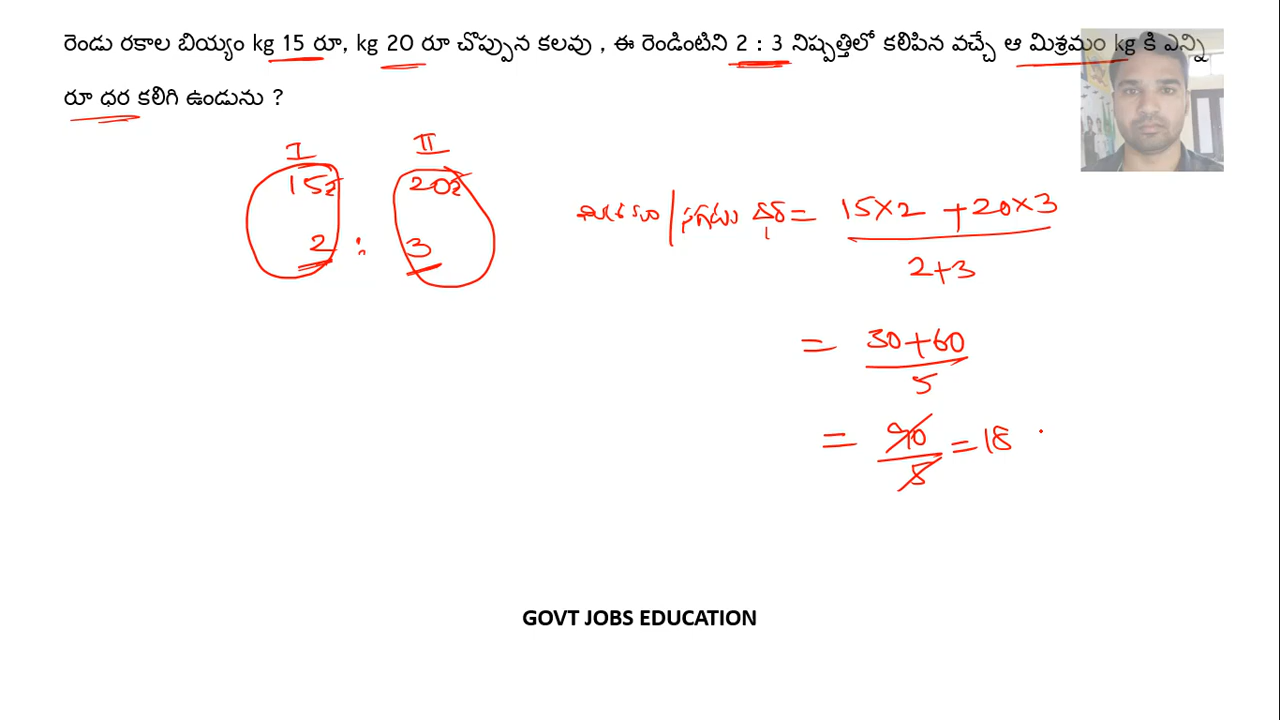 రెండు రకాల బియ్యం kg 15 రూ, kg 20 రూ చొప్పున కలవు , ఈ రెండింటిని 2 : 3 నిష్పత్తిలో కలిపిన వచ్చే ఆ మిశ్రమం kg కి ఎన్ని
రూ ధర కలిగి ఉండును ?
I II
15 20
2 : 3
ధర = 15×2 +20×3
2+3
= 30+60
5
= 90
5
= 18
GOVT JOBS EDUCATION